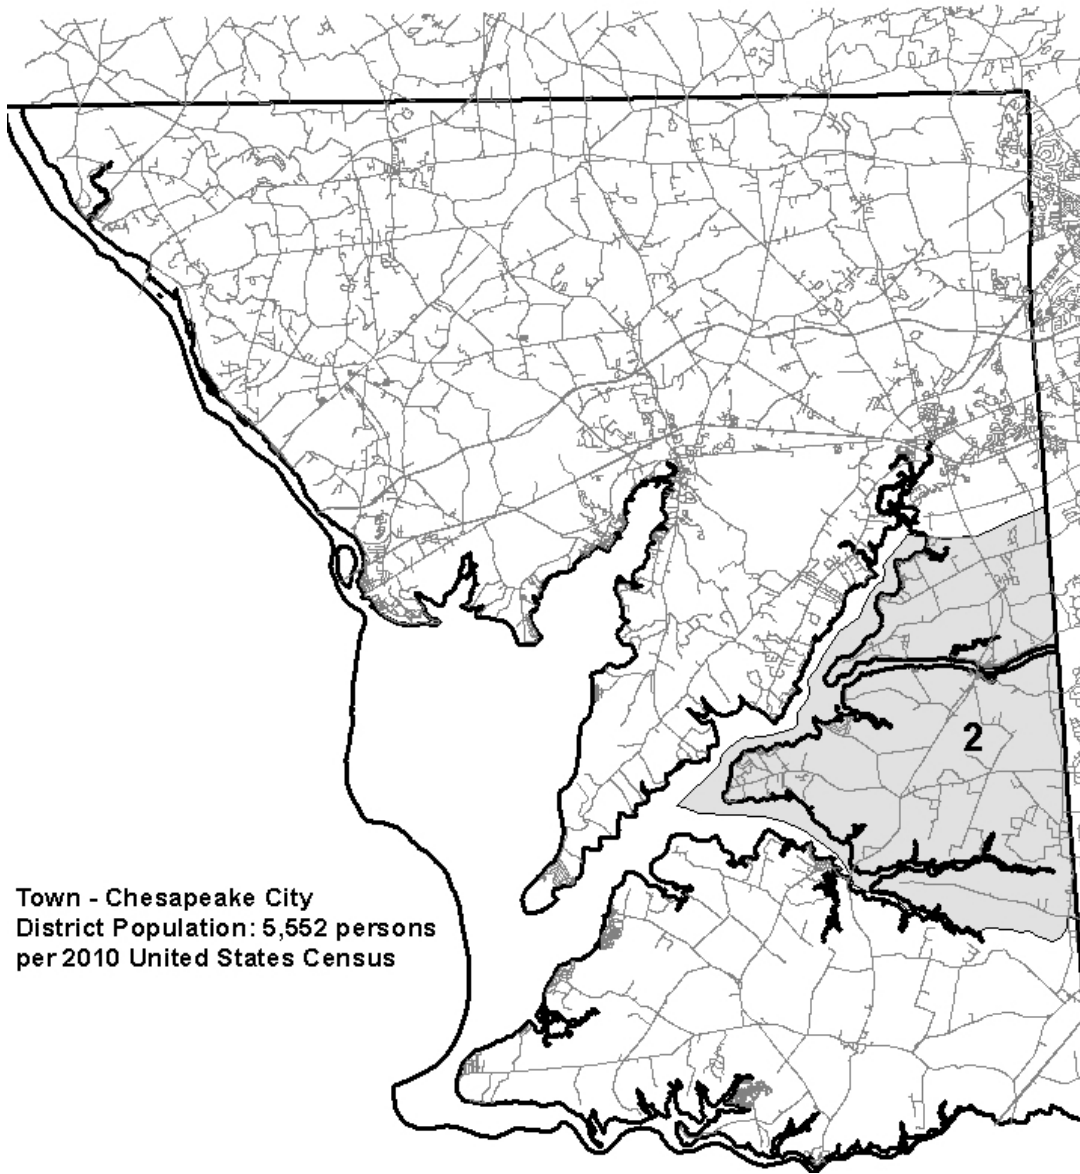 2
Town - Chesapeake City
District Population: 5,552 persons
per 2010 United States Census